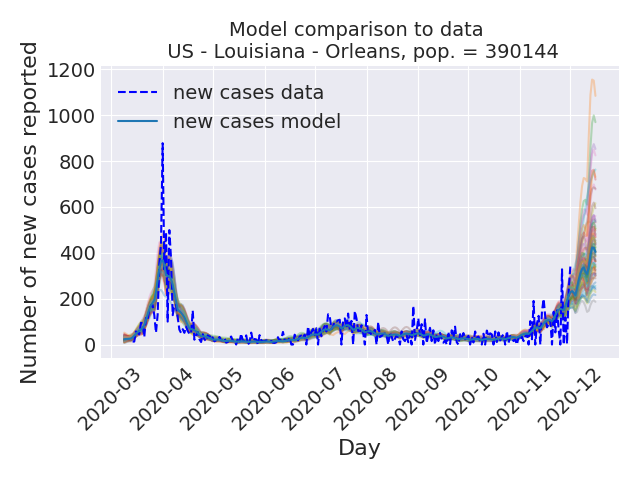 Model comparison to data
US - Louisiana - Orleans, pop. = 390144
Number of new cases reported
1200
1000
800
600
400
200
0
new cases data
new cases model
2020-03
2020-04
2020-05
2020-06
2020-07
2020-08
2020-09
2020-10
2020-11
2020-12
Day